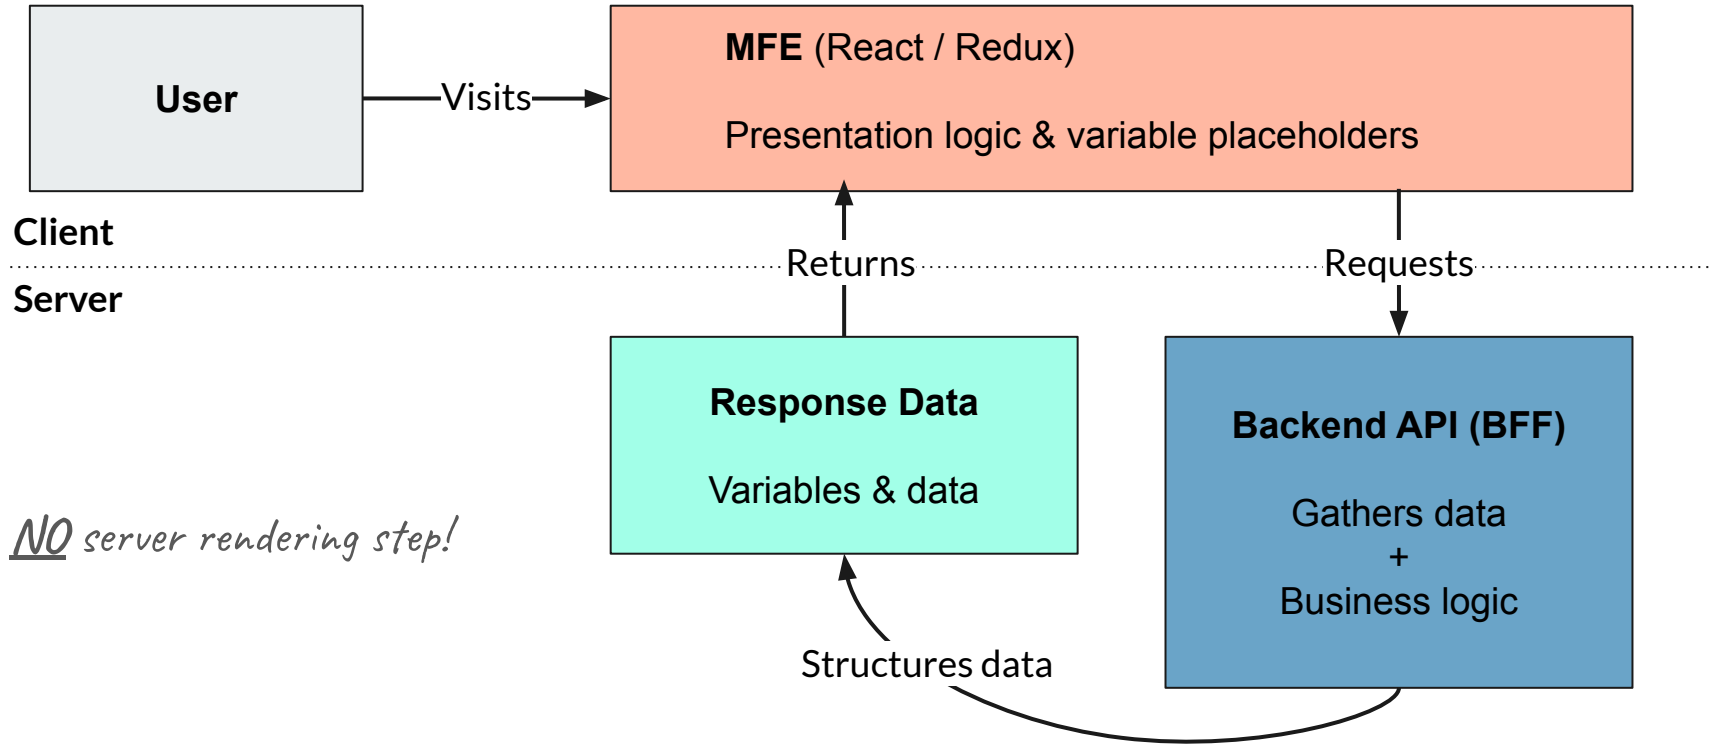 User
Visits
MFE (React / Redux)
Presentation logic & variable placeholders
Client
Returns
Requests
Server
Response Data
Variables & data
Backend API (BFF)
Gathers data
+
Business logic
NO server rendering step!
Structures data